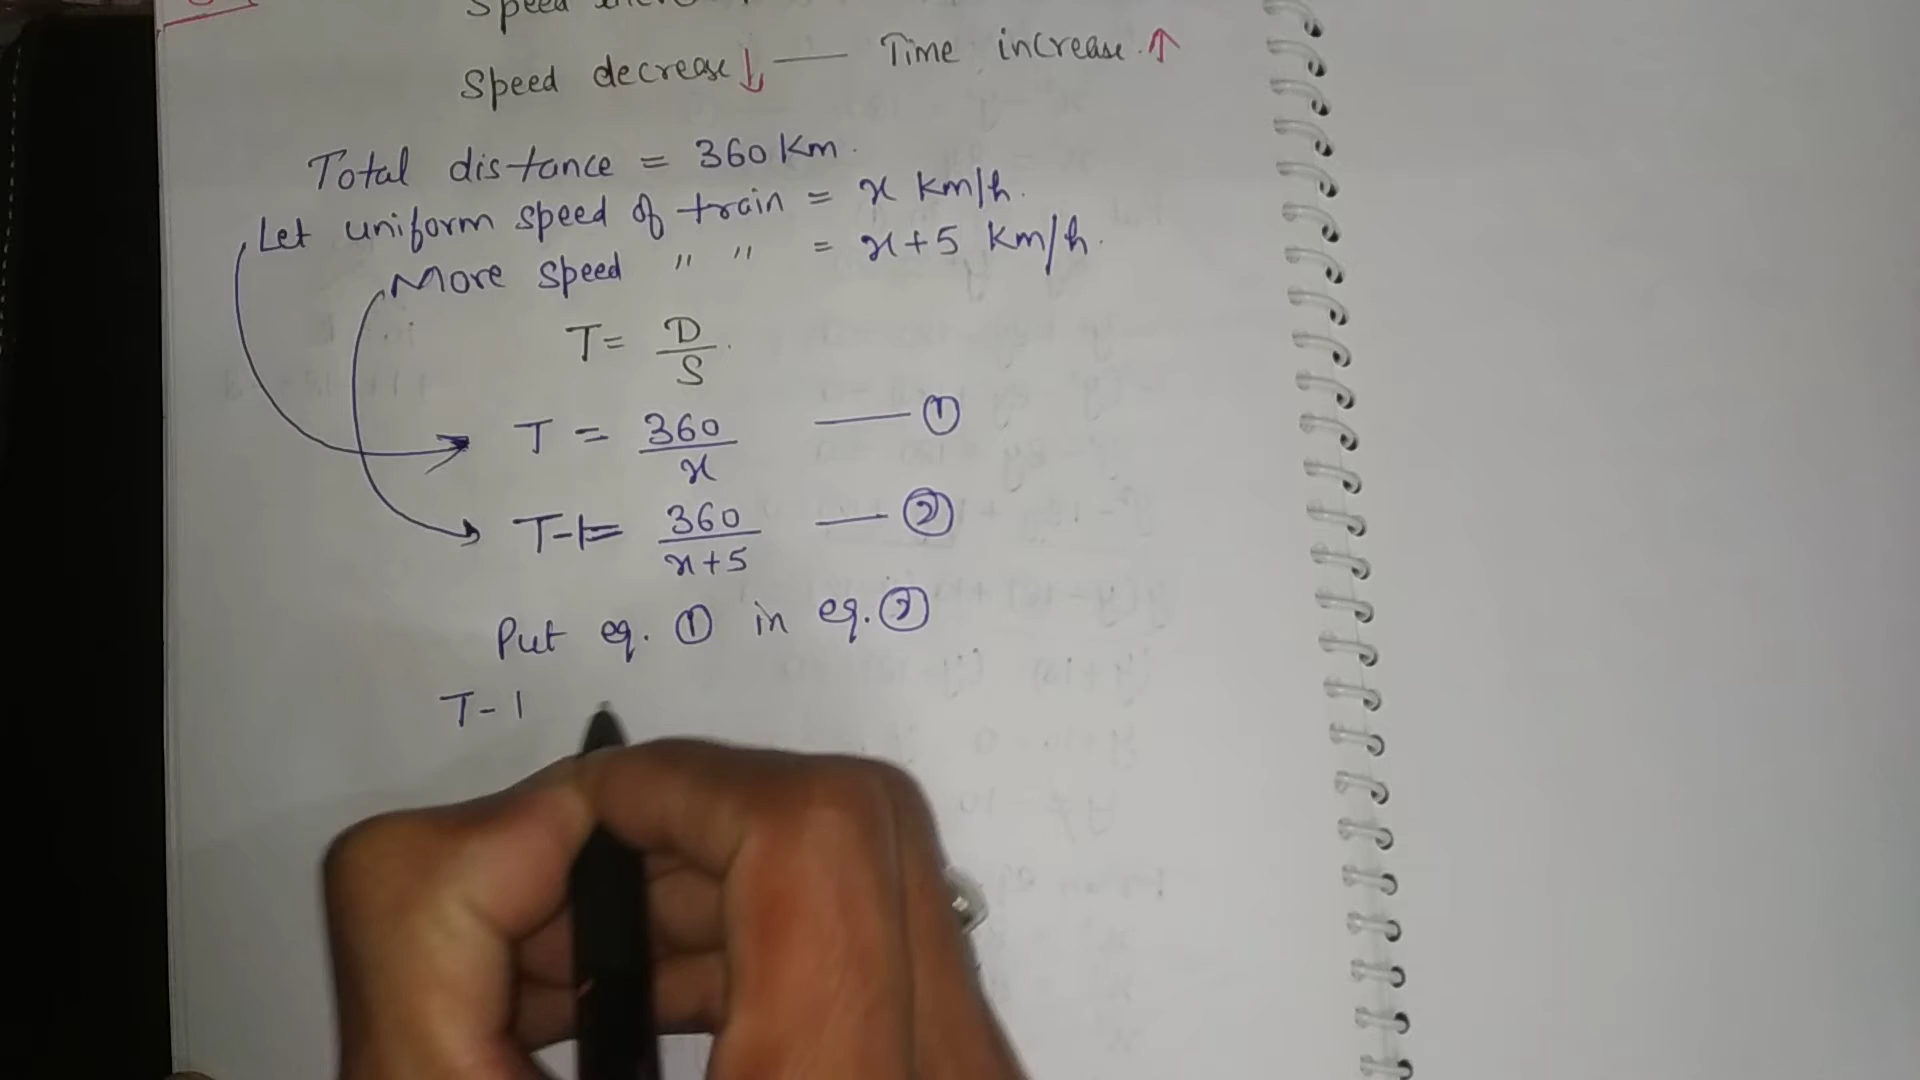 Speed
Speed decrease ↓ — Time increase. ↑
Total distance = 360 Km.
Let uniform speed of train = x km/h.
More speed " " = x+5 km/h.
T = D/S.
T = 360/x — ①
T-1 = 360/x+5 — ②
Put eq. ① in eq. ②
T-1